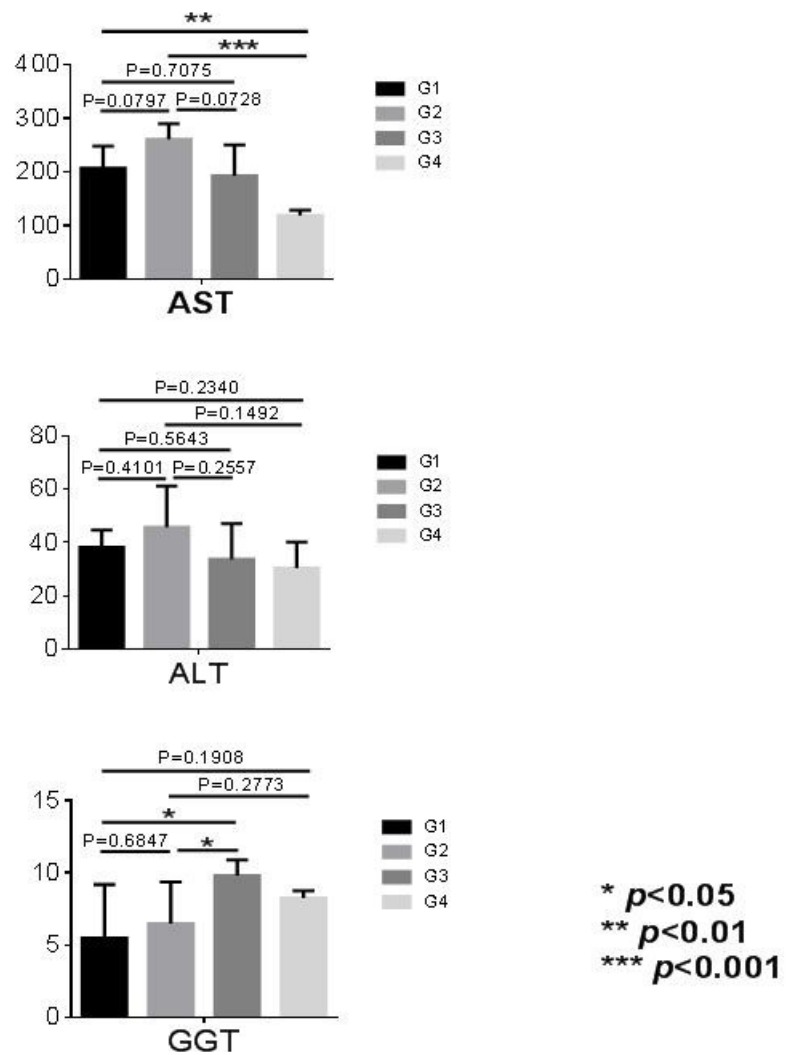 **
***
P=0.7075
P=0.0797 P=0.0728
400
300
200
100
0
AST
G1
G2
G3
G4
P=0.2340
P=0.1492
P=0.5643
P=0.4101 P=0.2557
80
60
40
20
0
ALT
G1
G2
G3
G4
P=0.1908
P=0.2773
*
P=0.6847 *
15
10
5
0
GGT
G1
G2
G3
G4
* p<0.05
** p<0.01
*** p<0.001